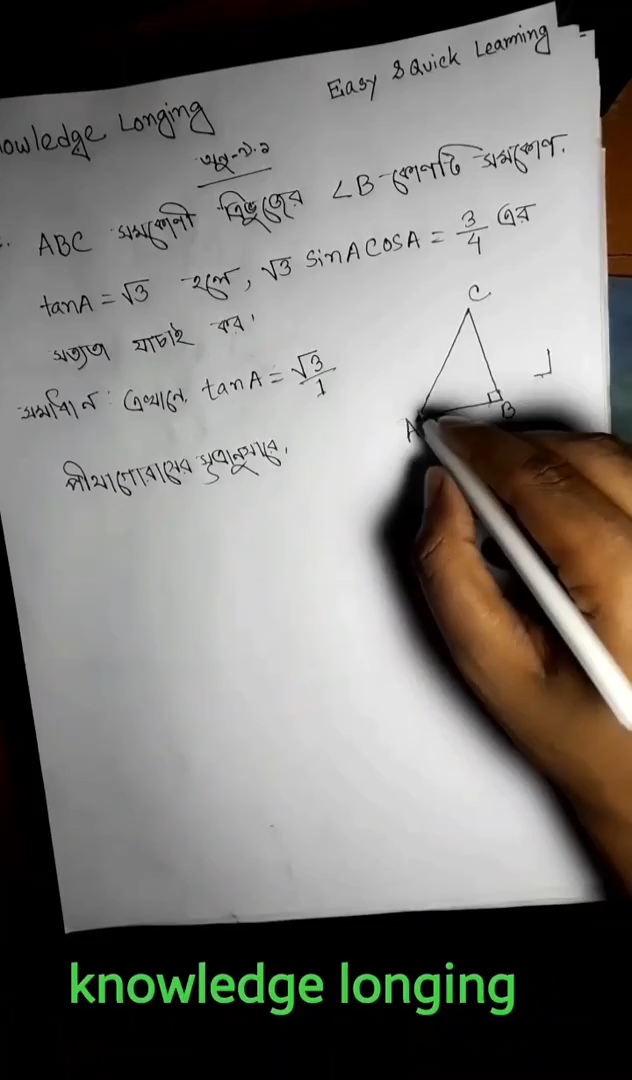 nowledge Longing
Easy & Quick Learning
অনু-৯.১
ABC সমকোণী ত্রিভুজের ∠B-কোণটি সমকোণ.
tanA = √3 হলে, √3 sinA cosA = 3/4 এর
সত্যতা যাচাই কর।
সমাধান: এখানে, tanA = √3/1
পীথাগোরাসের সূত্রানুসারে,
C
A
B
knowledge longing